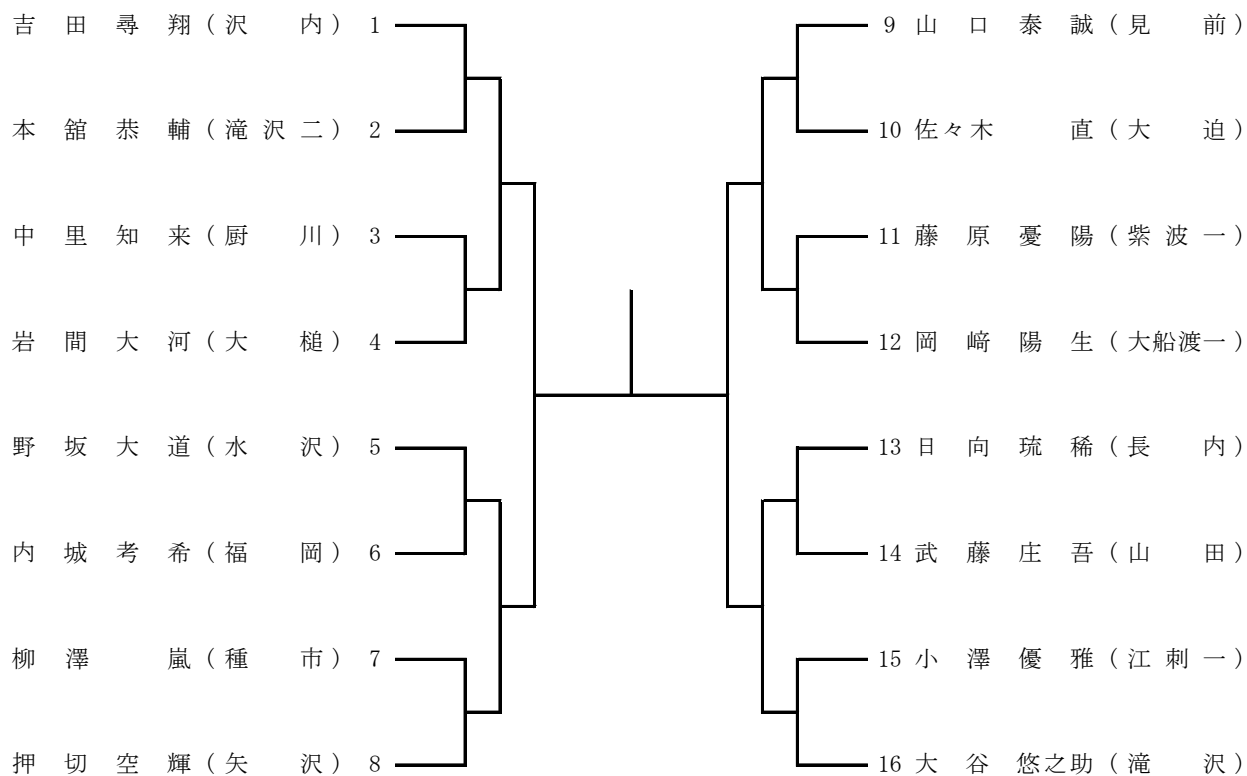 吉田尋翔(沢内) 1
本舘恭輔(滝沢二) 2
中里知来(厨川) 3
岩間大河(大槌) 4
野坂大道(水沢) 5
内城考希(福岡) 6
柳澤嵐(種市) 7
押切空輝(矢沢) 8
9 山口泰誠(見前)
10 佐々木直(大迫)
11 藤原憂陽(紫波一)
12 岡﨑陽生(大船渡一)
13 日向琉稀(長内)
14 武藤庄吾(山田)
15 小澤優雅(江刺一)
16 大谷悠之助(滝沢)